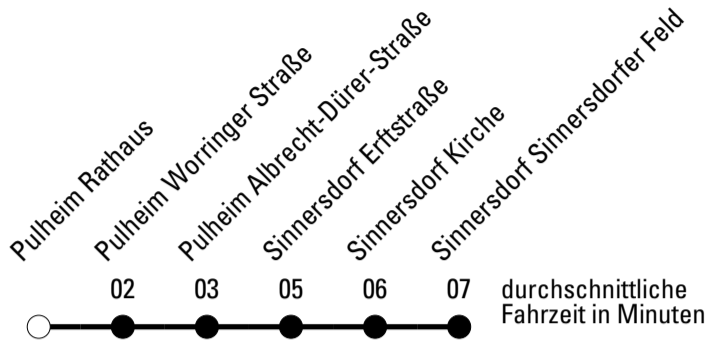 Pulheim Rathaus
Pulheim Worringer Straße
Pulheim Albrecht-Dürer-Straße
Sinnersdorf Erftstraße
Sinnersdorf Kirche
Sinnersdorf Sinnersdorfer Feld
02 03 05 06 07
durchschnittliche
Fahrzeit in Minuten